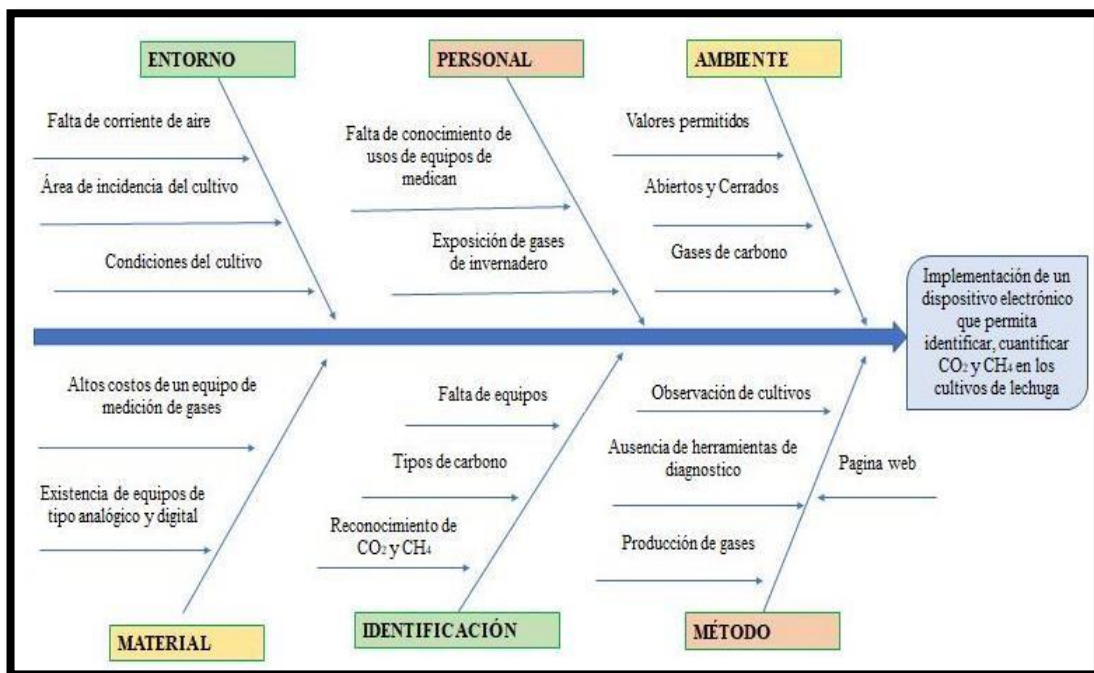 ENTORNO
PERSONAL
AMBIENTE
Falta de corriente de aire
Área de incidencia del cultivo
Condiciones del cultivo
Falta de conocimiento de
usos de equipos de
medican
Exposición de gases
de invernadero
Valores permitidos
Abiertos y Cerrados
Gases de carbono
Implementación de un
dispositivo electrónico
que permita
identificar, cuantificar
CO₂ y CH₄ en los
cultivos de lechuga
Altos costos de un equipo de
medición de gases
Existencia de equipos de
tipo analógico y digital
Falta de equipos
Tipos de carbono
Reconocimiento de
CO₂ y CH₄
Observación de cultivos
Ausencia de herramientas de
diagnostico
Pagina web
Producción de gases
MATERIAL
IDENTIFICACIÓN
MÉTODO